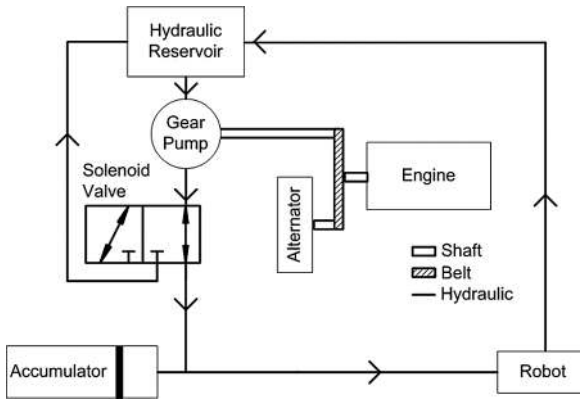 Hydraulic
Reservoir
Gear
Pump
Solenoid
Valve
Engine
Alternator
Shaft
Belt
Hydraulic
Accumulator
Robot